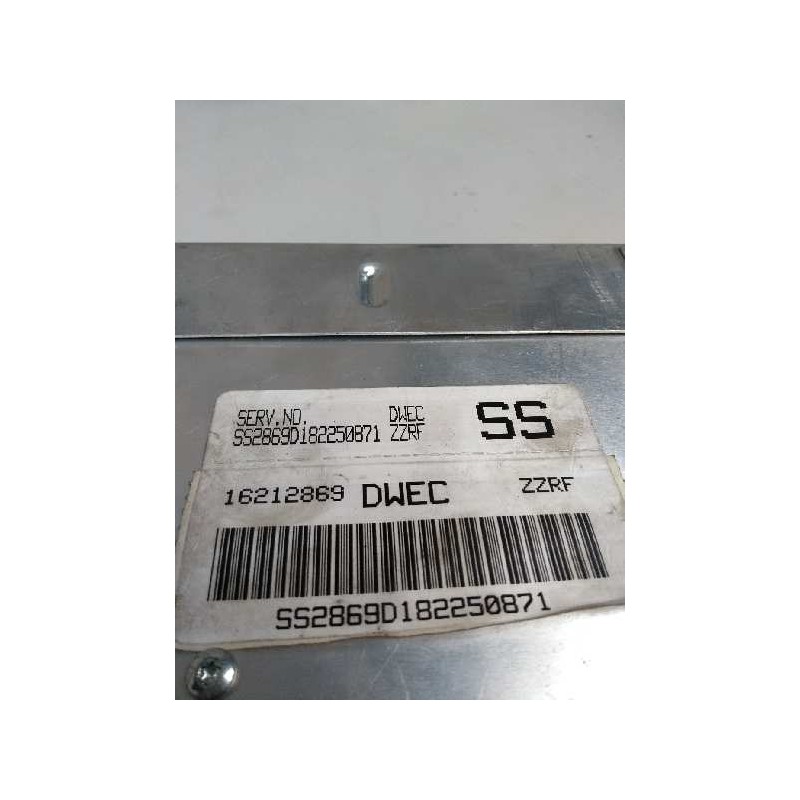 SERV.NO. DWEC SS
SS2869D182250871 ZZRF
16212869 DWEC ZZRF
SS2869D182250871